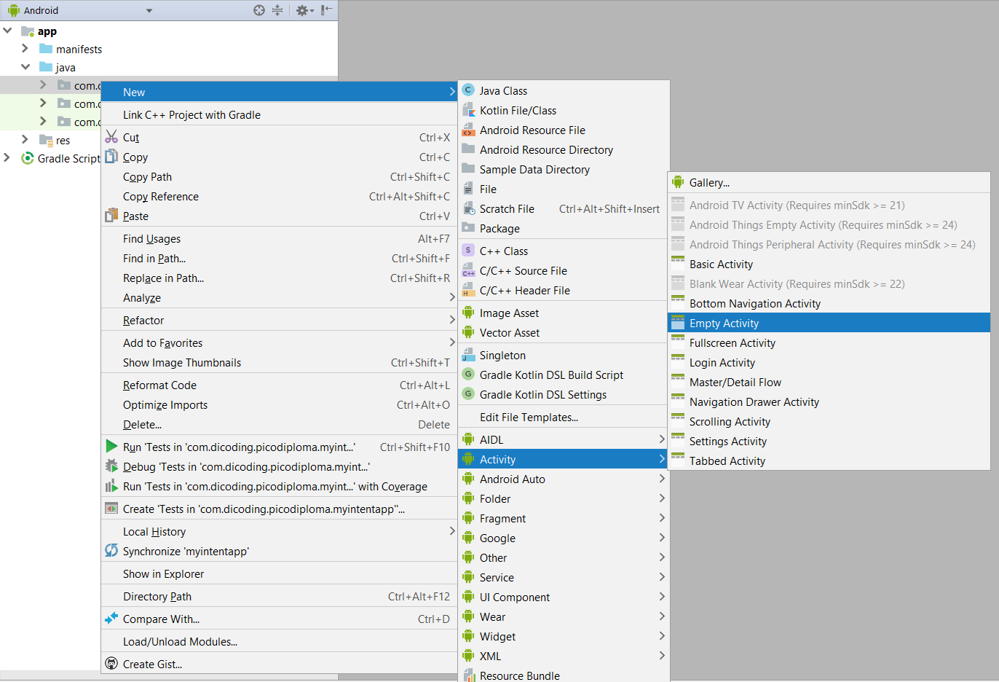 Android
app
manifests
java
com.
com.
com.
res
Gradle Script
New
Link C++ Project with Gradle
Cut Ctrl+X
Copy Ctrl+C
Copy Path Ctrl+Shift+C
Copy Reference Ctrl+Alt+Shift+C
Paste Ctrl+V
Find Usages Alt+F7
Find in Path... Ctrl+Shift+F
Replace in Path... Ctrl+Shift+R
Analyze
Refactor
Add to Favorites
Show Image Thumbnails Ctrl+Shift+T
Reformat Code Ctrl+Alt+L
Optimize Imports Ctrl+Alt+O
Delete... Delete
Run 'Tests in 'com.dicoding.picodiploma.myint...' Ctrl+Shift+F10
Debug 'Tests in 'com.dicoding.picodiploma.myint...'
Run 'Tests in 'com.dicoding.picodiploma.myint...' with Coverage
Create 'Tests in 'com.dicoding.picodiploma.myintentapp''...
Local History
Synchronize 'myintentapp'
Show in Explorer
Directory Path Ctrl+Alt+F12
Compare With... Ctrl+D
Load/Unload Modules...
Create Gist...
Java Class
Kotlin File/Class
Android Resource File
Android Resource Directory
Sample Data Directory
File
Scratch File Ctrl+Alt+Shift+Insert
Package
C++ Class
C/C++ Source File
C/C++ Header File
Image Asset
Vector Asset
Singleton
Gradle Kotlin DSL Build Script
Gradle Kotlin DSL Settings
Edit File Templates...
AIDL
Activity
Android Auto
Folder
Fragment
Google
Other
Service
UI Component
Wear
Widget
XML
Resource Bundle
Gallery...
Android TV Activity (Requires minSdk >= 21)
Android Things Empty Activity (Requires minSdk >= 24)
Android Things Peripheral Activity (Requires minSdk >= 24)
Basic Activity
Blank Wear Activity (Requires minSdk >= 22)
Bottom Navigation Activity
Empty Activity
Fullscreen Activity
Login Activity
Master/Detail Flow
Navigation Drawer Activity
Scrolling Activity
Settings Activity
Tabbed Activity